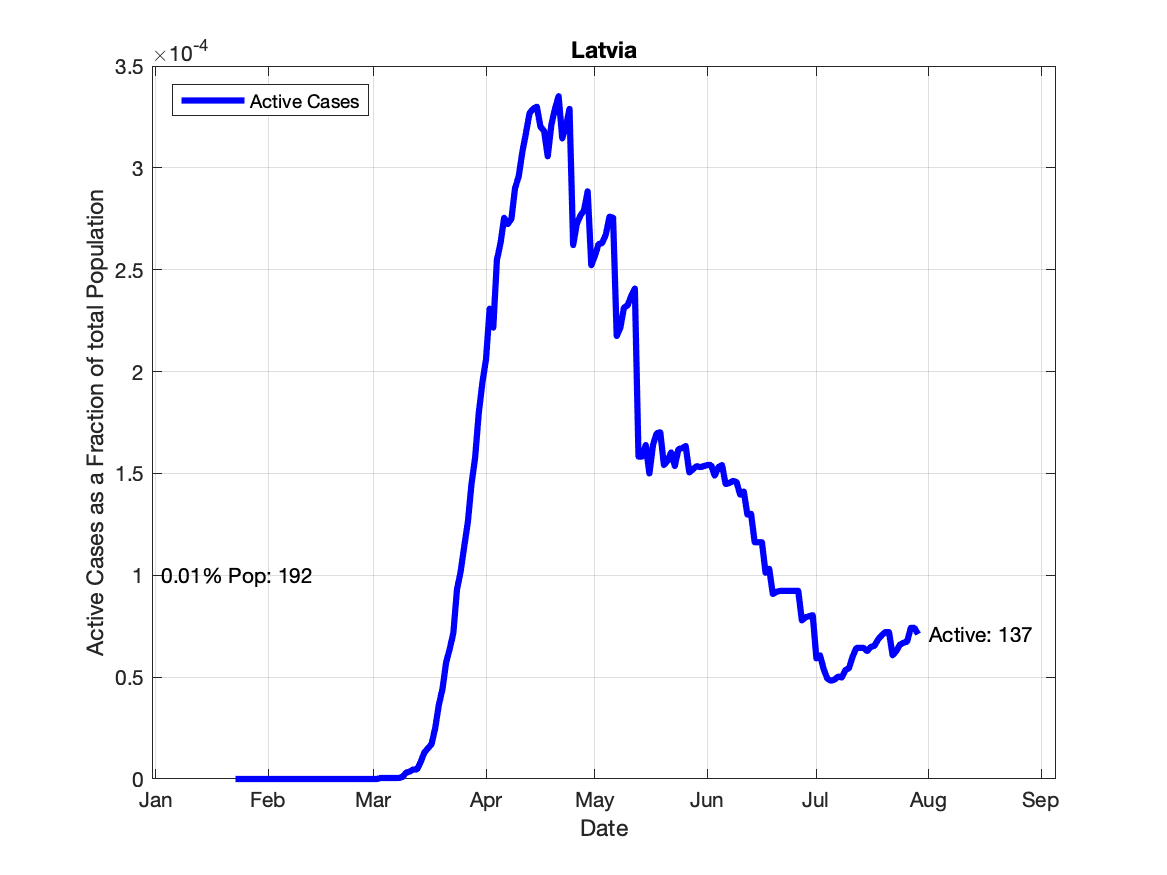 Latvia
×10-4
3.5
3
2.5
2
1.5
1
0.5
0
Active Cases as a Fraction of total Population
Active Cases
0.01% Pop: 192
Active: 137
Jan Feb Mar Apr May Jun Jul Aug Sep
Date